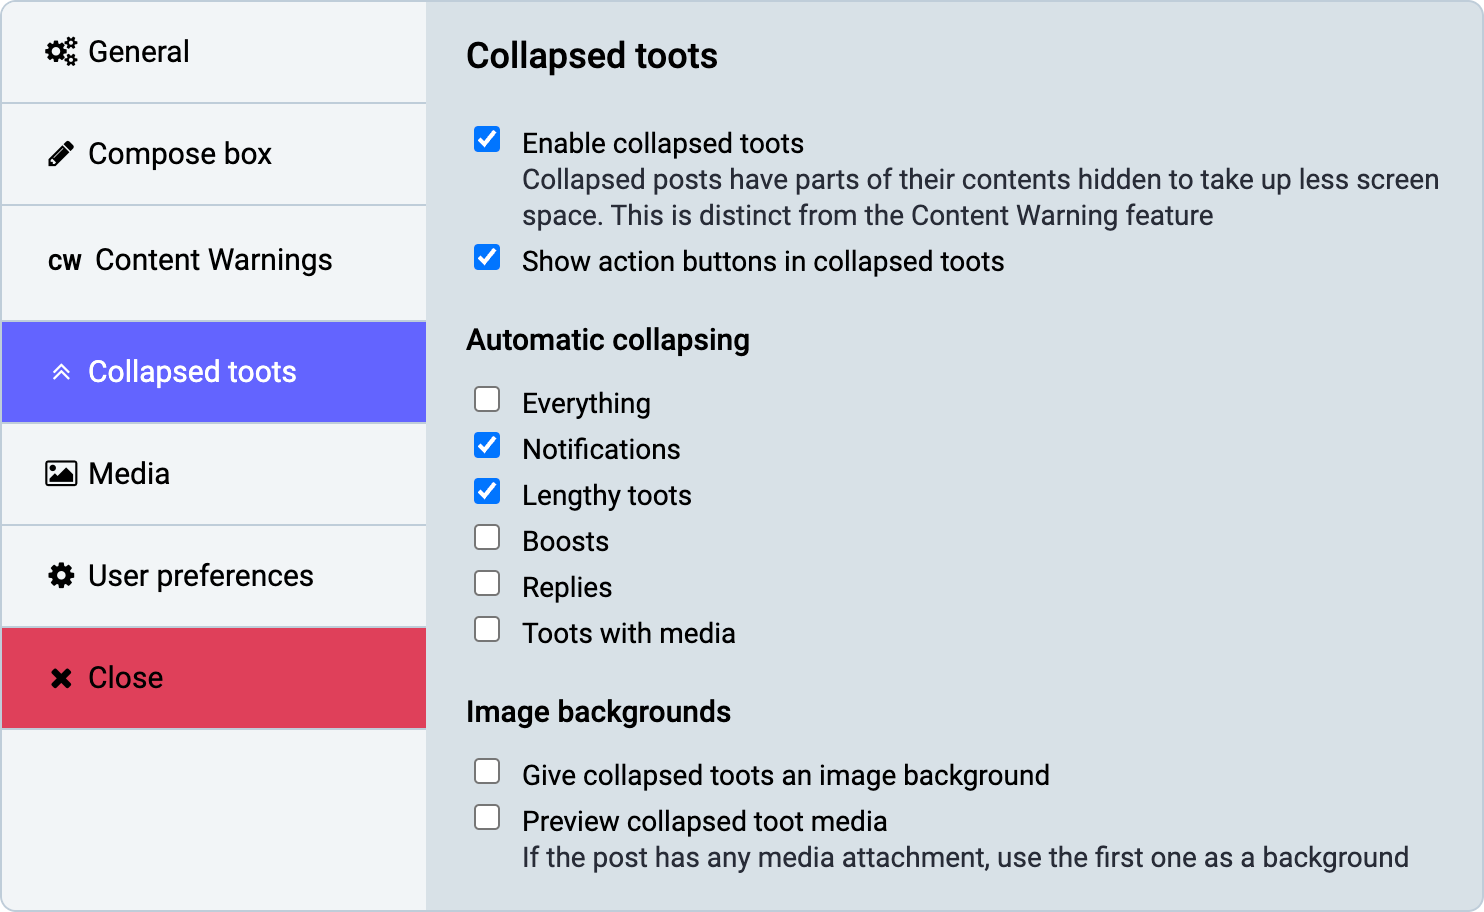 General
Compose box
CW Content Warnings
Collapsed toots
Media
User preferences
Close
Collapsed toots
Enable collapsed toots
Collapsed posts have parts of their contents hidden to take up less screen
space. This is distinct from the Content Warning feature
Show action buttons in collapsed toots
Automatic collapsing
Everything
Notifications
Lengthy toots
Boosts
Replies
Toots with media
Image backgrounds
Give collapsed toots an image background
Preview collapsed toot media
If the post has any media attachment, use the first one as a background